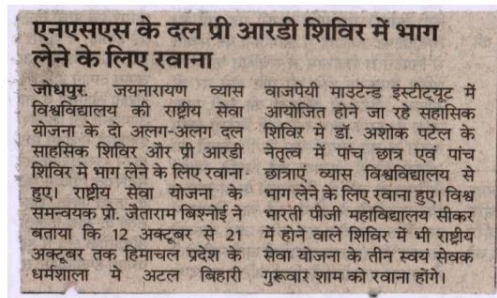 एनएसएस के दल प्री आरडी शिविर में भाग
लेने के लिए रवाना
जोधपुर. जयनारायण व्यास
विश्वविद्यालय की राष्ट्रीय सेवा
योजना के दो अलग-अलग दल
साहसिक शिविर और प्री आरडी
शिविर मे भाग लेने के लिए रवाना
हुए। राष्ट्रीय सेवा योजना के
समन्वयक प्रो. जैताराम बिश्नोई ने
बताया कि 12 अक्टूबर से 21
अक्टूबर तक हिमाचल प्रदेश के
धर्मशाला मे अटल बिहारी
वाजपेयी माउटेन्ड इंस्टीट्यूट में
आयोजित होने जा रहे सहासिक
शिविर मे डॉ. अशोक पटेल के
नेतृत्व में पांच छात्र एवं पांच
छात्राएं व्यास विश्वविद्यालय से
भाग लेने के लिए रवाना हुए। विश्व
भारती पीजी महाविद्यालय सीकर
में होने वाले शिविर में भी राष्ट्रीय
सेवा योजना के तीन स्वयं सेवक
गुरूवार शाम को रवाना होंगे।